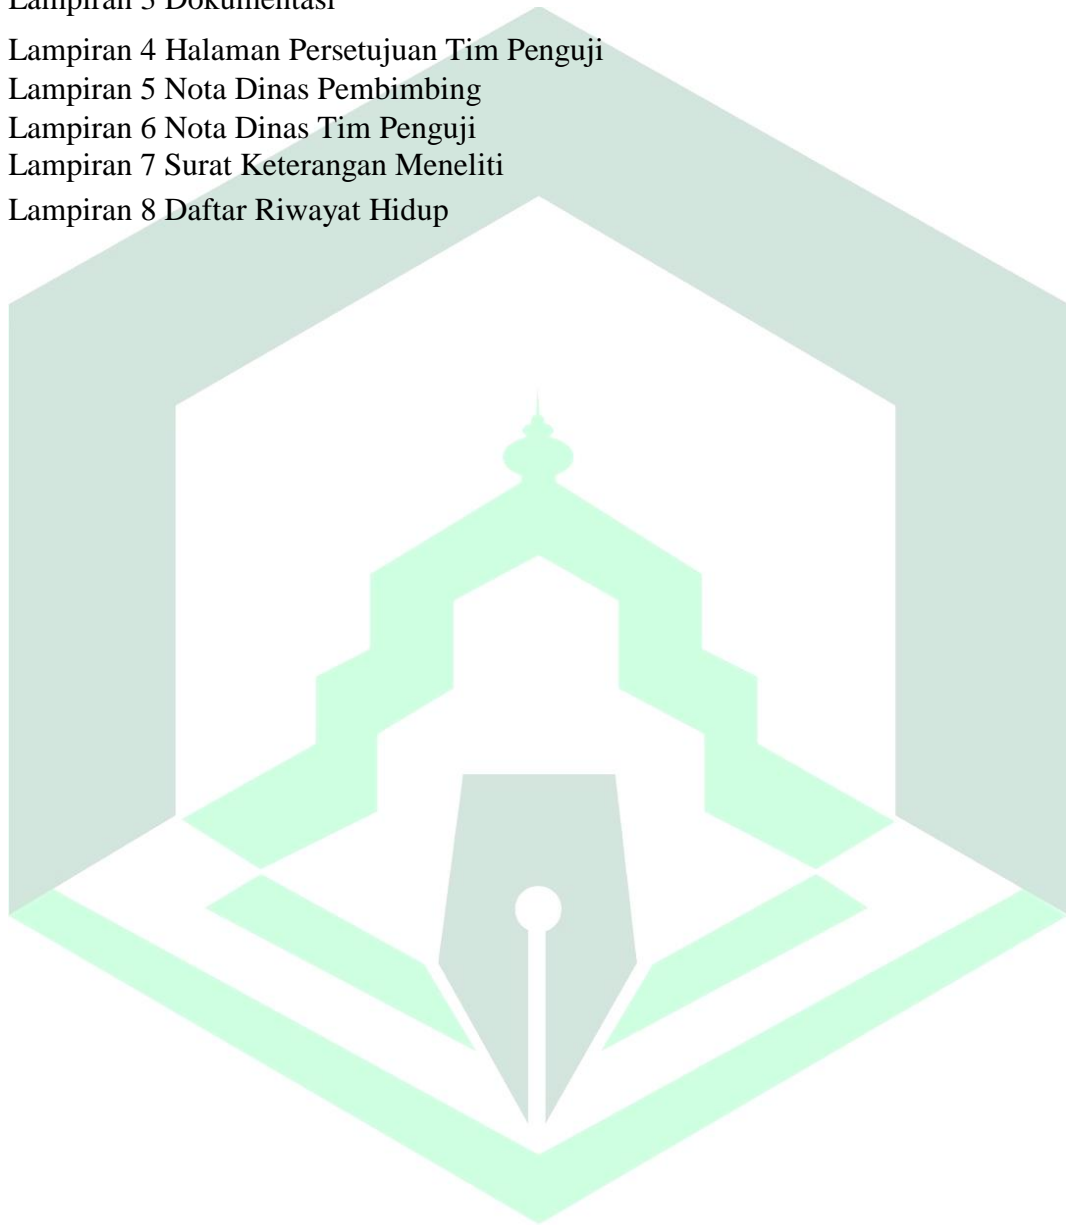 Lampiran 3 Dokumentasi
Lampiran 4 Halaman Persetujuan Tim Penguji
Lampiran 5 Nota Dinas Pembimbing
Lampiran 6 Nota Dinas Tim Penguji
Lampiran 7 Surat Keterangan Meneliti
Lampiran 8 Daftar Riwayat Hidup